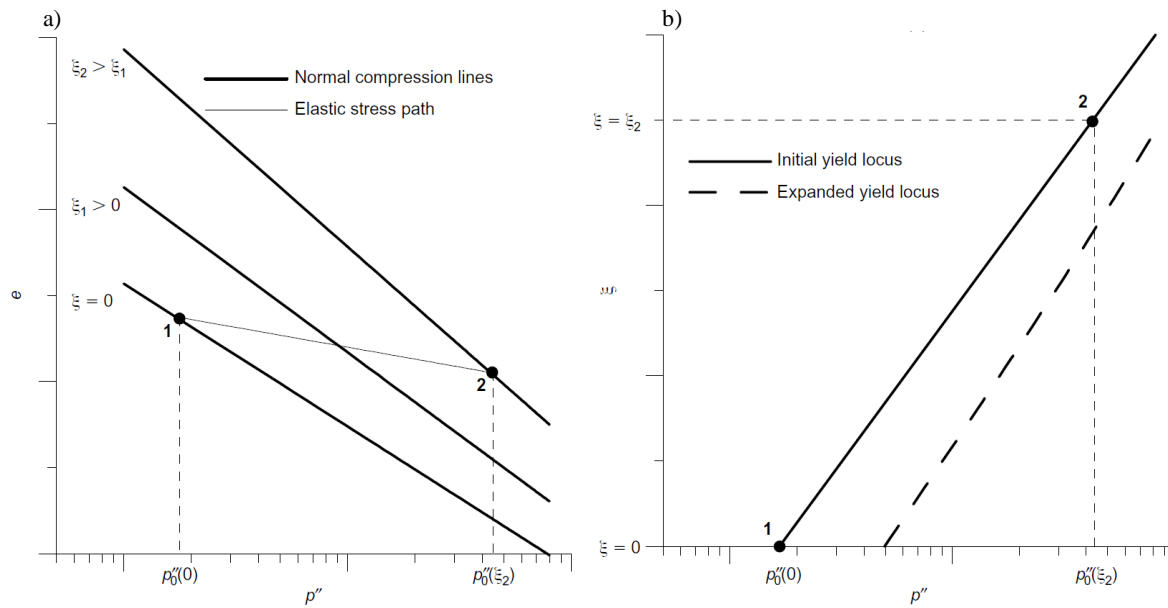 a)
ξ₂ > ξ₁
Normal compression lines
Elastic stress path
ξ₁ > 0
ξ = 0
e
1
2
p″₀(0)
p″₀(ξ₂)
p″
b)
2
ξ = ξ₂
Initial yield locus
Expanded yield locus
ξ
1
ξ = 0
p″₀(0)
p″₀(ξ₂)
p″